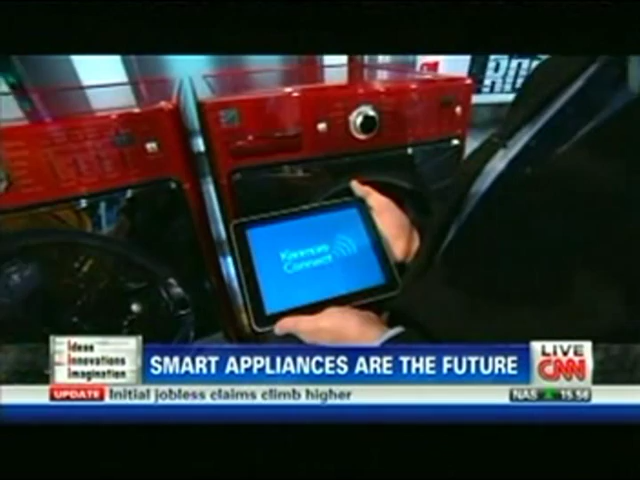 Kenmore
Connect
Ideas
Innovations
Imagination
SMART APPLIANCES ARE THE FUTURE
LIVE
CNN
UPDATE Initial jobless claims climb higher
NAS ▲ 15.58